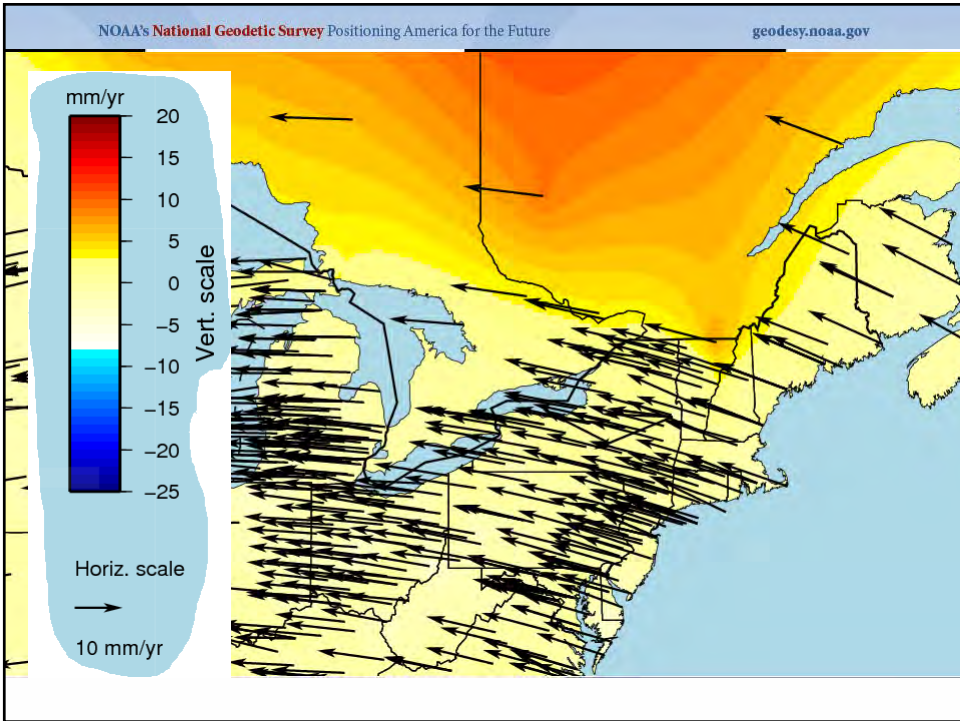 NOAA's National Geodetic Survey Positioning America for the Future
geodesy.noaa.gov
mm/yr
20
15
10
5
0
−5
−10
−15
−20
−25
Vert. scale
Horiz. scale
10 mm/yr